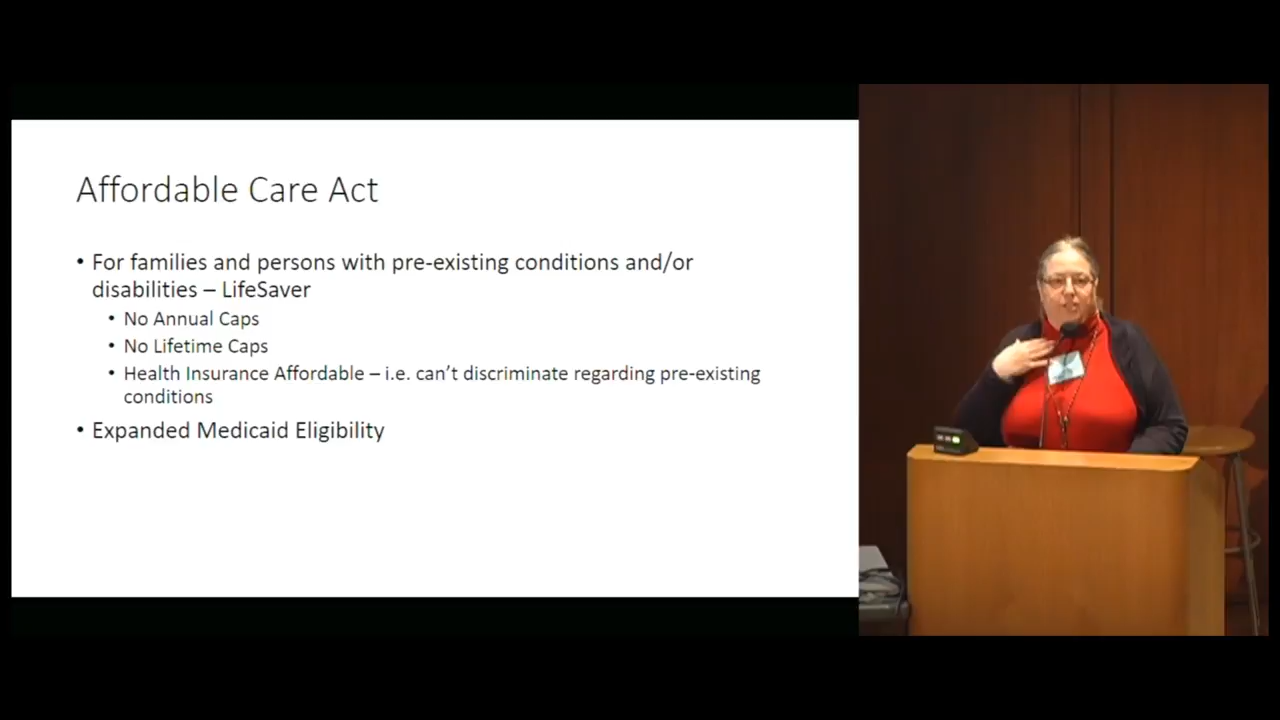 Affordable Care Act
• For families and persons with pre-existing conditions and/or
disabilities – LifeSaver
• No Annual Caps
• No Lifetime Caps
• Health Insurance Affordable – i.e. can't discriminate regarding pre-existing
conditions
• Expanded Medicaid Eligibility